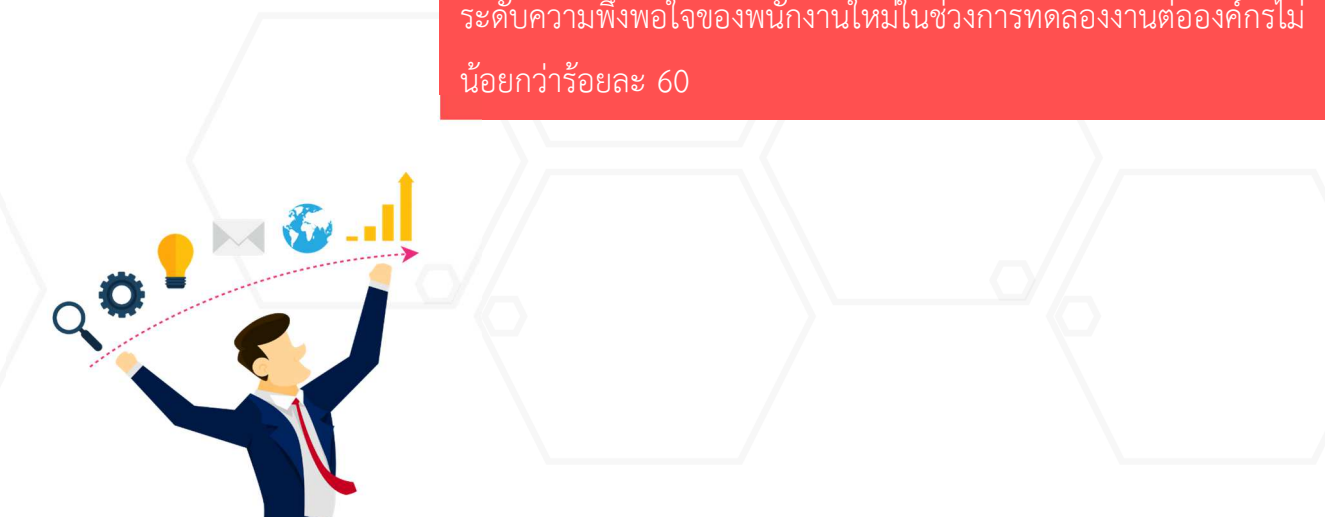 ระดับความพึงพอใจของพนักงานใหม่ในช่วงการทดลองงานต่อองค์กรไม่
น้อยกว่าร้อยละ 60